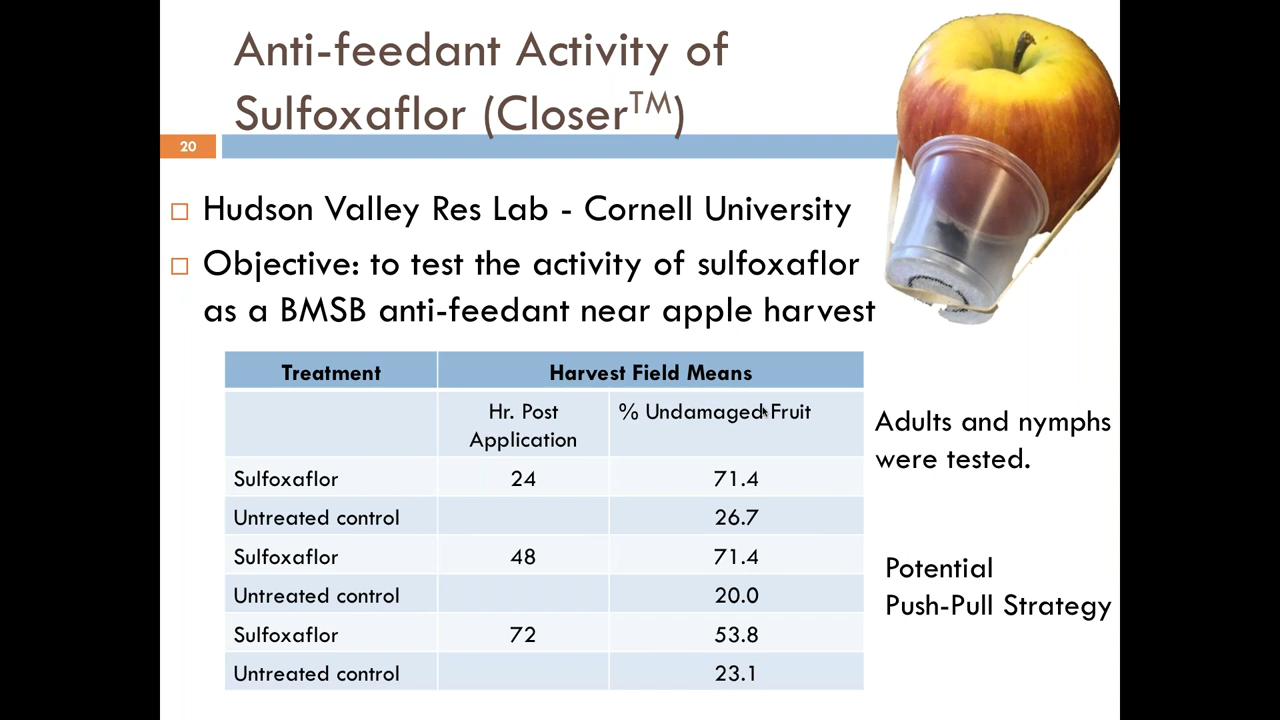 Anti-feedant Activity of
Sulfoxaflor (Closer™)
20
Hudson Valley Res Lab - Cornell University
Objective: to test the activity of sulfoxaflor
as a BMSB anti-feedant near apple harvest
Treatment Harvest Field Means
Hr. Post % Undamaged Fruit
Application
Sulfoxaflor 24 71.4
Untreated control 26.7
Sulfoxaflor 48 71.4
Untreated control 20.0
Sulfoxaflor 72 53.8
Untreated control 23.1
Adults and nymphs
were tested.
Potential
Push-Pull Strategy